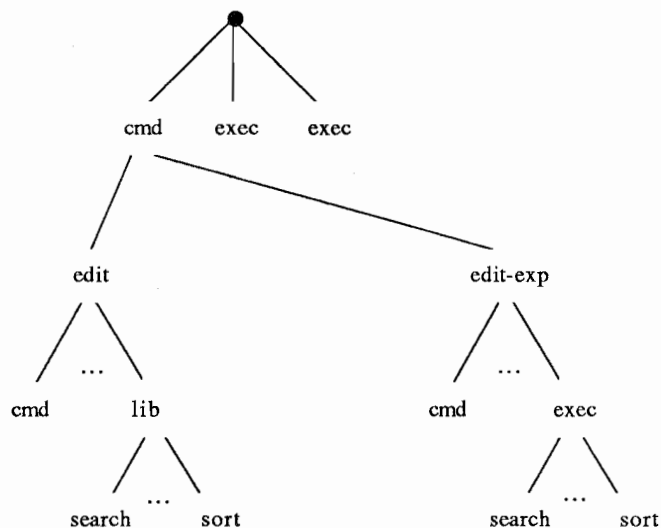 cmd exec exec
edit edit-exp
... ...
cmd lib cmd exec
... ...
search sort search sort